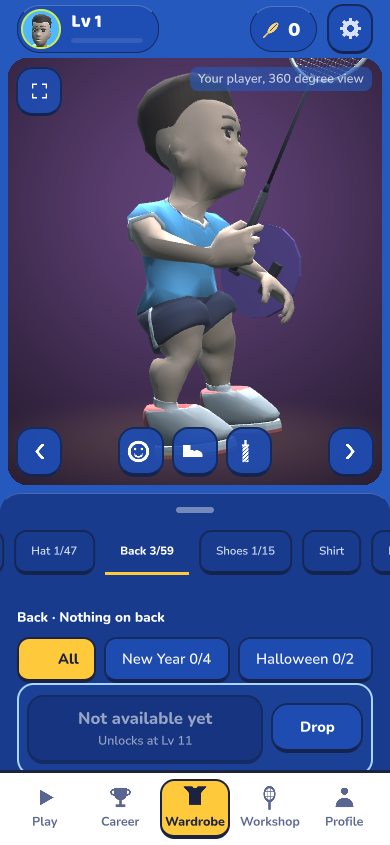 Lv 1
0
Your player, 360 degree view
Hat 1/47
Back 3/59
Shoes 1/15
Shirt
Back · Nothing on back
All
New Year 0/4
Halloween 0/2
Not available yet
Unlocks at Lv 11
Drop
Play
Career
Wardrobe
Workshop
Profile